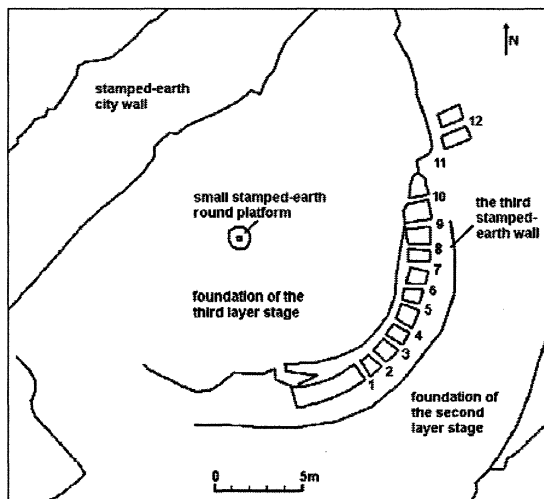 N
stamped-earth
city wall
12
11
small stamped-earth
round platform
10
the third
stamped-
earth wall
9
8
7
foundation of the
third layer stage
6
5
4
3
2
1
foundation of
the second
layer stage
0
5m